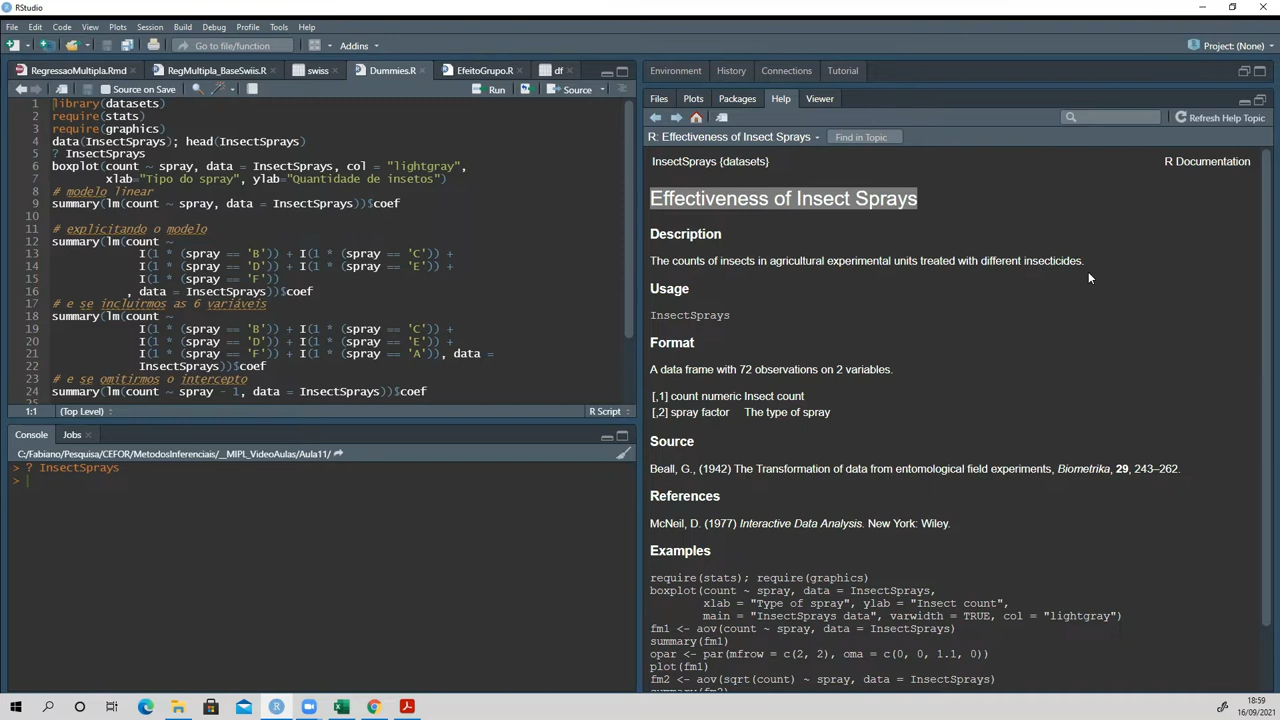 RStudio
File Edit Code View Plots Session Build Debug Profile Tools Help
Go to file/function Addins Project: (None)
RegressaoMultipla.Rmd RegMultipla_BaseSwiis.R swiss Dummies.R EfeitoGrupo.R df
Source on Save Run Source
1 library(datasets)
2 require(stats)
3 require(graphics)
4 data(InsectSprays); head(InsectSprays)
5 ? InsectSprays
6 boxplot(count ~ spray, data = InsectSprays, col = "lightgray",
7 xlab="Tipo do spray", ylab="Quantidade de insetos")
8 # modelo linear
9 summary(lm(count ~ spray, data = InsectSprays))$coef
10
11 # explicitando o modelo
12 summary(lm(count ~
13 I(1 * (spray == 'B')) + I(1 * (spray == 'C')) +
14 I(1 * (spray == 'D')) + I(1 * (spray == 'E')) +
15 I(1 * (spray == 'F'))
16 , data = InsectSprays))$coef
17 # e se incluirmos as 6 variáveis
18 summary(lm(count ~
19 I(1 * (spray == 'B')) + I(1 * (spray == 'C')) +
20 I(1 * (spray == 'D')) + I(1 * (spray == 'E')) +
21 I(1 * (spray == 'F')) + I(1 * (spray == 'A')), data =
22 InsectSprays))$coef
23 # e se omitirmos o intercepto
24 summary(lm(count ~ spray - 1, data = InsectSprays))$coef
25
1:1 (Top Level) R Script
Console Jobs
C:/Fabiano/Pesquisa/CEFOR/MetodosInferenciais/__MIPL_VideoAulas/Aula11/
> ? InsectSprays
>
Environment History Connections Tutorial
Files Plots Packages Help Viewer
Refresh Help Topic
R: Effectiveness of Insect Sprays Find in Topic
InsectSprays {datasets} R Documentation
Effectiveness of Insect Sprays
Description
The counts of insects in agricultural experimental units treated with different insecticides.
Usage
InsectSprays
Format
A data frame with 72 observations on 2 variables.
[,1] count numeric Insect count
[,2] spray factor The type of spray
Source
Beall, G., (1942) The Transformation of data from entomological field experiments, Biometrika, 29, 243–262.
References
McNeil, D. (1977) Interactive Data Analysis. New York: Wiley.
Examples
require(stats); require(graphics)
boxplot(count ~ spray, data = InsectSprays,
xlab = "Type of spray", ylab = "Insect count",
main = "InsectSprays data", varwidth = TRUE, col = "lightgray")
fm1 <- aov(count ~ spray, data = InsectSprays)
summary(fm1)
opar <- par(mfrow = c(2, 2), oma = c(0, 0, 1.1, 0))
plot(fm1)
fm2 <- aov(sqrt(count) ~ spray, data = InsectSprays)
summary(fm2)
18:59
16/09/2021